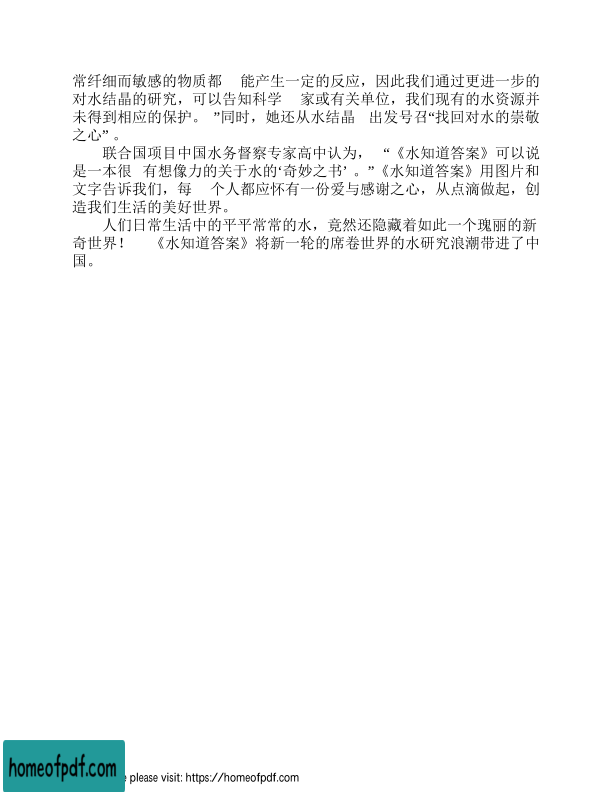 常纤细而敏感的物质都 能产生一定的反应，因此我们通过更进一步的
对水结晶的研究，可以告知科学 家或有关单位，我们现有的水资源并
未得到相应的保护。 ”同时，她还从水结晶 出发号召“找回对水的崇敬
之心” 。
联合国项目中国水务督察专家高中认为， “《水知道答案》可以说
是一本很 有想像力的关于水的‘奇妙之书’ 。”《水知道答案》用图片和
文字告诉我们，每 个人都应怀有一份爱与感谢之心，从点滴做起，创
造我们生活的美好世界。
人们日常生活中的平平常常的水，竟然还隐藏着如此一个瑰丽的新
奇世界！ 《水知道答案》将新一轮的席卷世界的水研究浪潮带进了中
国。
homeofpdf.com
e please visit: https://homeofpdf.com